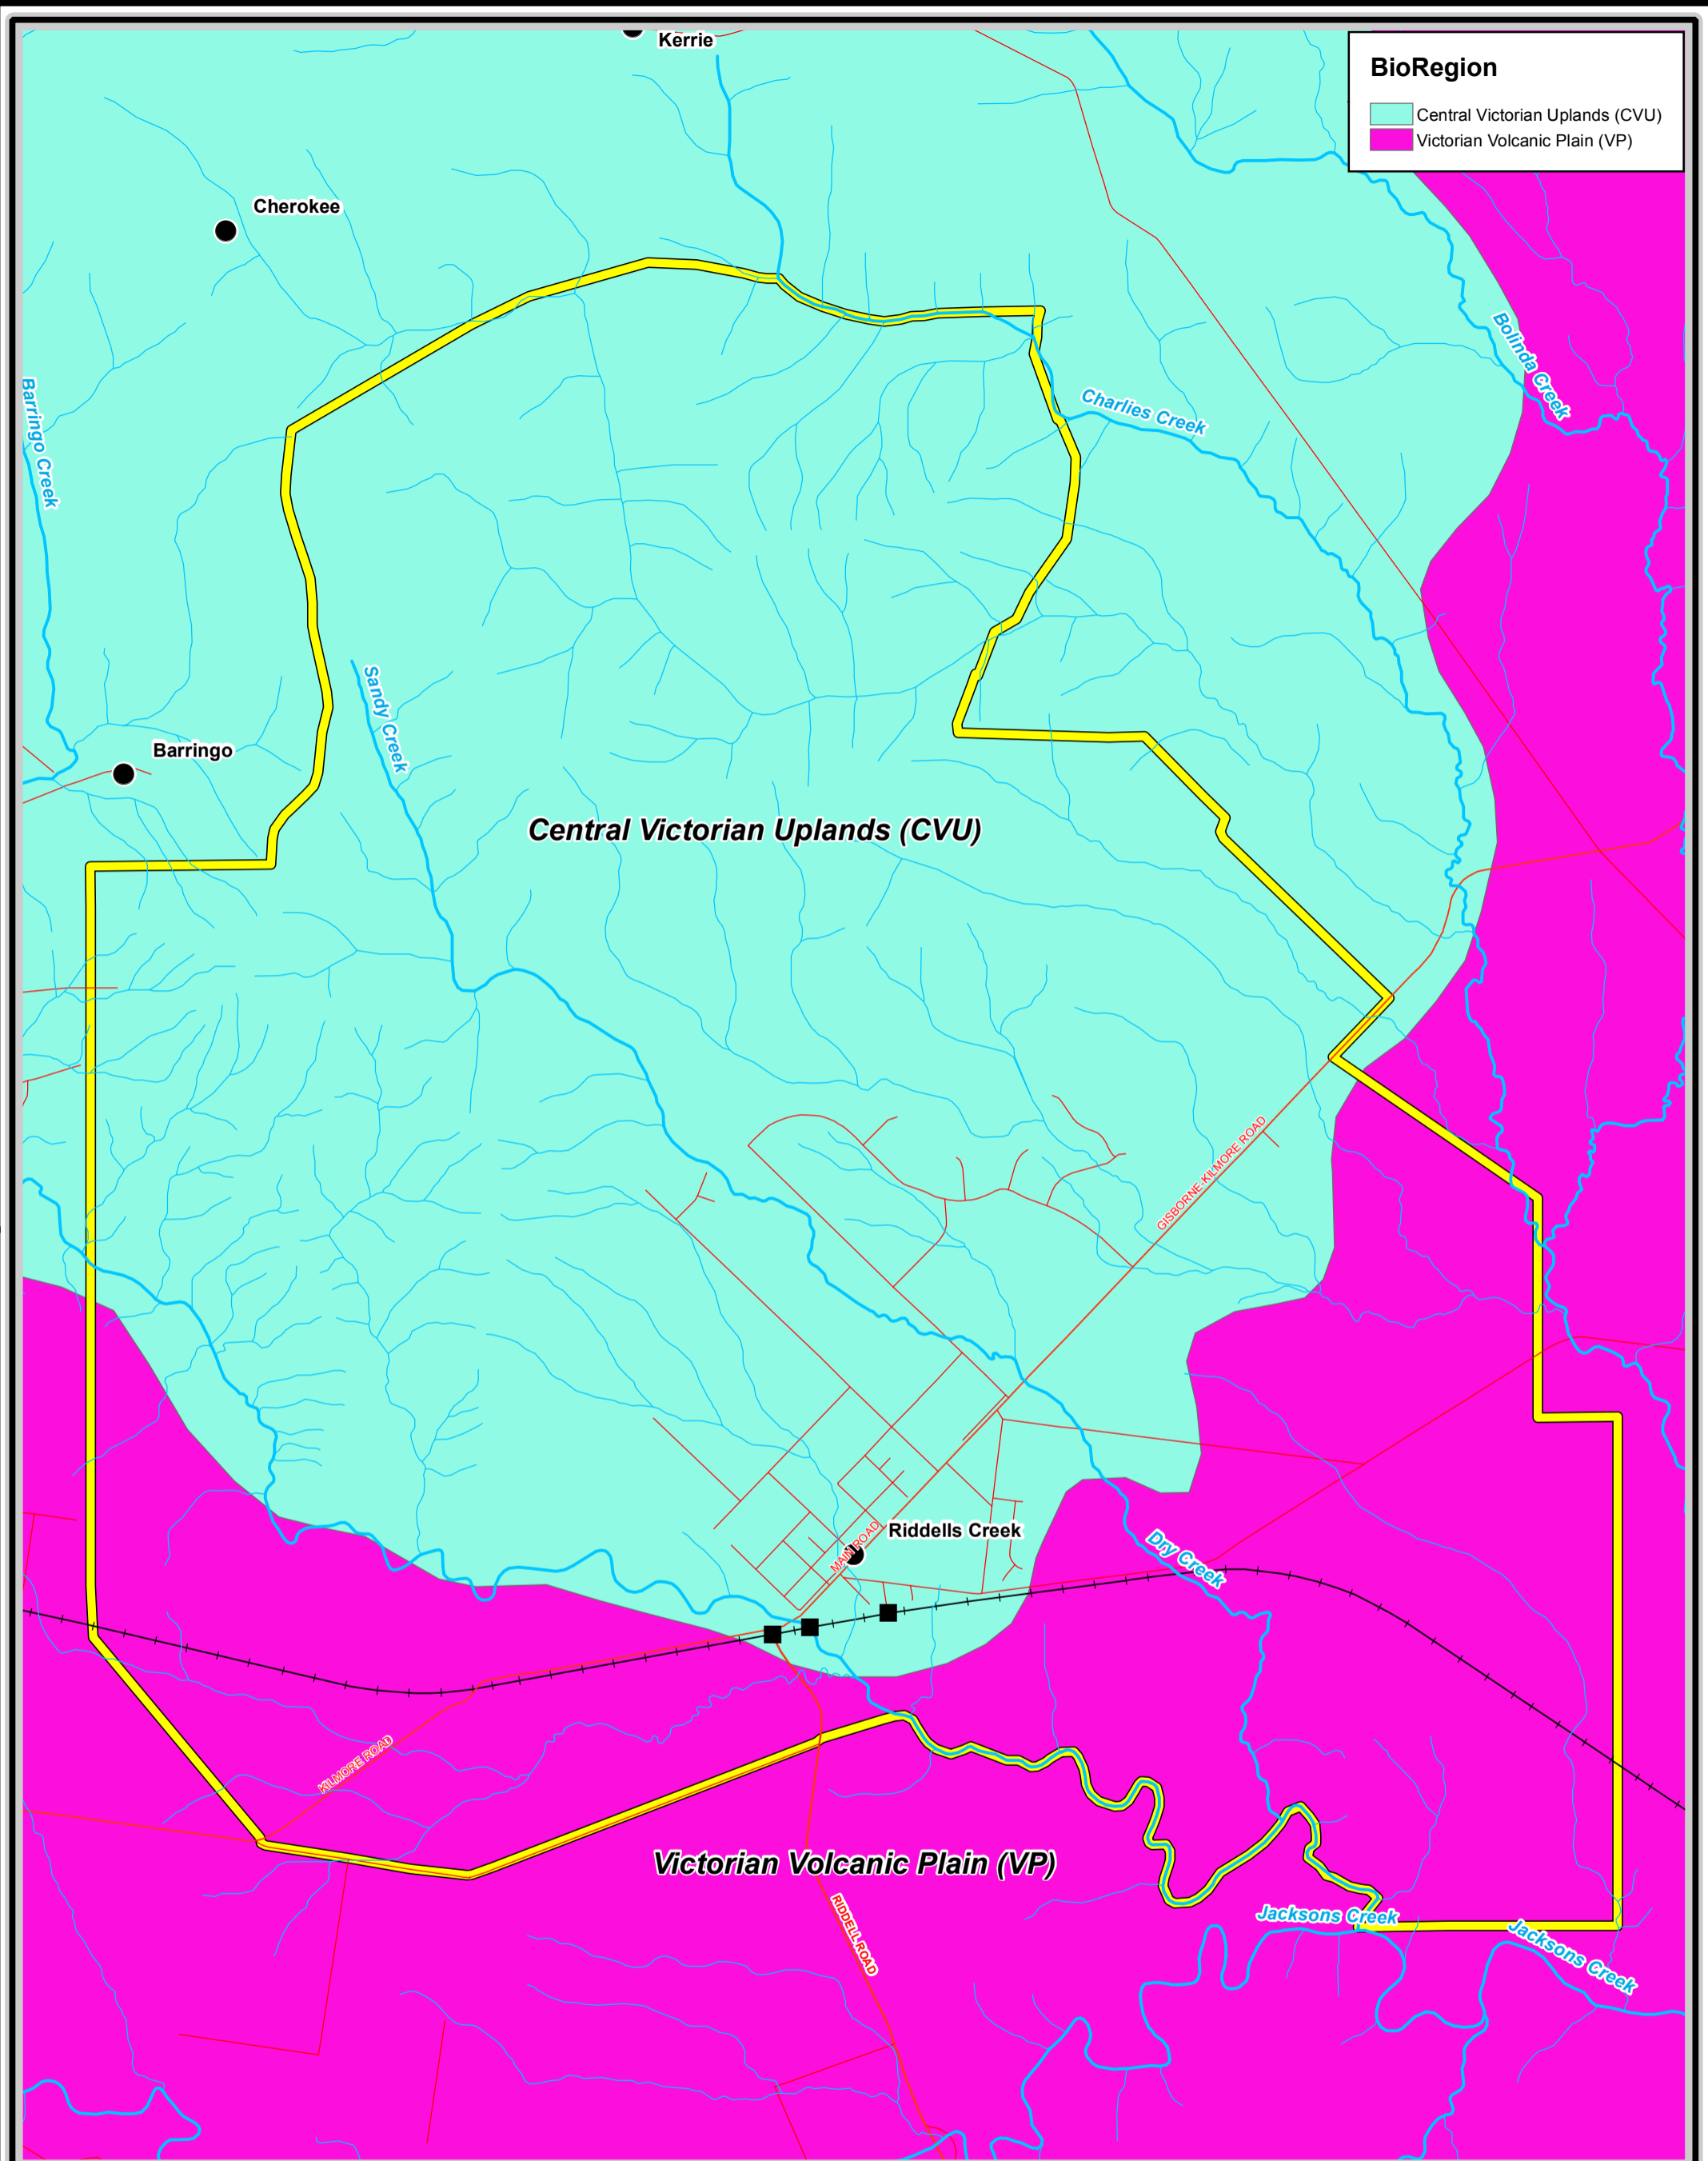 Kerrie
BioRegion
Central Victorian Uplands (CVU)
Victorian Volcanic Plain (VP)
Cherokee
Bolinda Creek
Barringo Creek
Charlies Creek
Sandy Creek
Barringo
Central Victorian Uplands (CVU)
GISBORNE-KILMORE ROAD
Riddells Creek
MAIN ROAD
Dry Creek
KILMORE ROAD
Victorian Volcanic Plain (VP)
RIDDELL ROAD
Jacksons Creek
Jacksons Creek